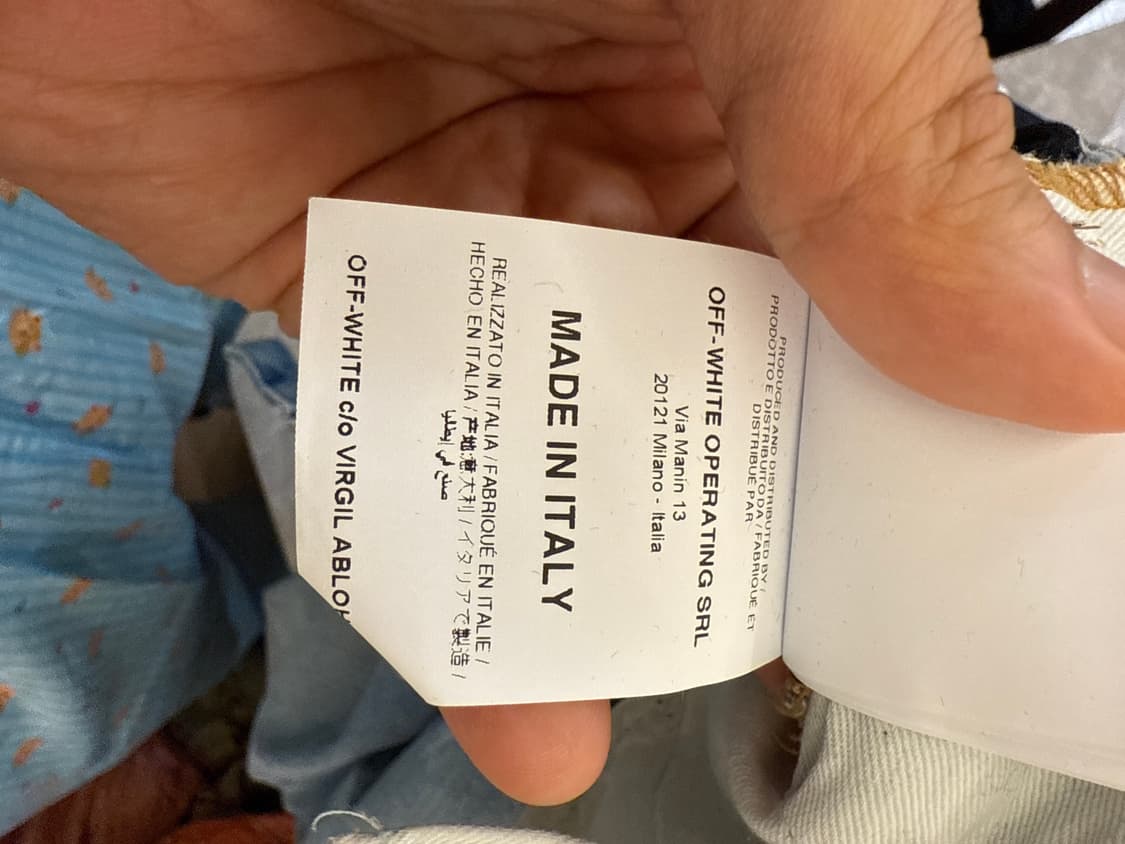 PRODUCED AND DISTRIBUTED BY /
PRODOTTO E DISTRIBUITO DA / FABRIQUÉ ET
DISTRIBUÉ PAR
OFF-WHITE OPERATING SRL
Via Manin 13
20121 Milano - Italia
MADE IN ITALY
REALIZZATO IN ITALIA / FABRIQUÉ EN ITALIE /
HECHO EN ITALIA / 产地:意大利 / イタリアで製造 /
صنع في إيطاليا
OFF-WHITE c/o VIRGIL ABLOH